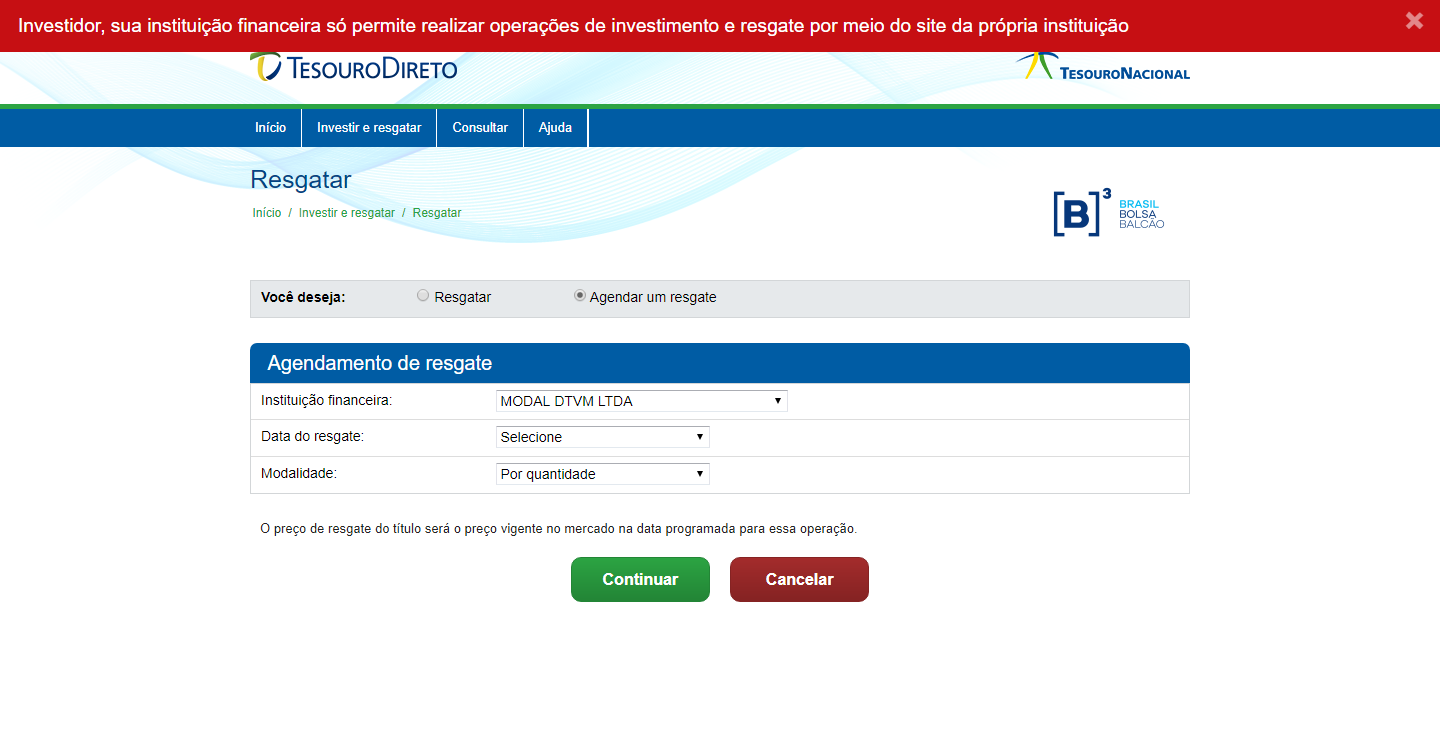 Investidor, sua instituição financeira só permite realizar operações de investimento e resgate por meio do site da própria instituição
TESOURODIRETO
TESOURONACIONAL
Início
Investir e resgatar
Consultar
Ajuda
Resgatar
Início / Investir e resgatar / Resgatar
[B]³ BRASIL
BOLSA
BALCÃO
Você deseja: Resgatar Agendar um resgate
Agendamento de resgate
Instituição financeira: MODAL DTVM LTDA
Data do resgate: Selecione
Modalidade: Por quantidade
O preço de resgate do título será o preço vigente no mercado na data programada para essa operação.
Continuar
Cancelar